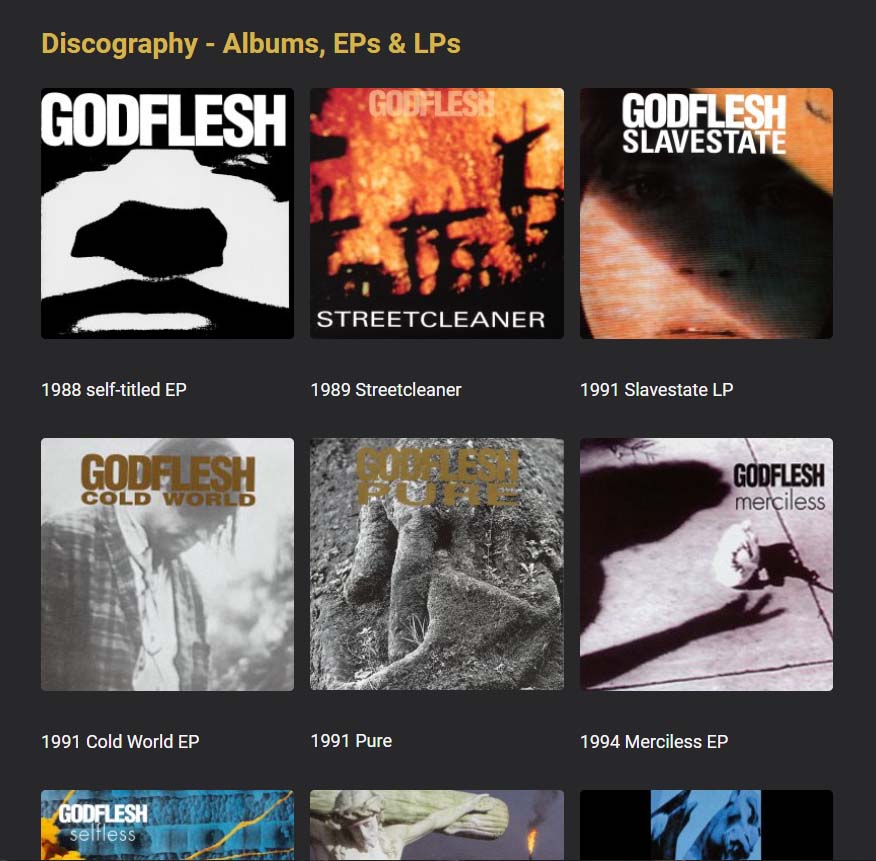 Discography - Albums, EPs & LPs
GODFLESH
GODFLESH
STREETCLEANER
GODFLESH
SLAVESTATE
1988 self-titled EP
1989 Streetcleaner
1991 Slavestate LP
GODFLESH
COLD WORLD
GODFLESH
PURE
GODFLESH
merciless
1991 Cold World EP
1991 Pure
1994 Merciless EP
GODFLESH
selfless